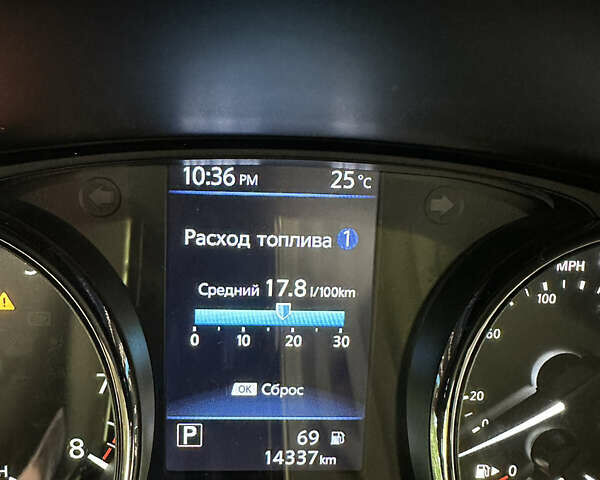 10:36 PM 25 °C
Расход топлива 1
Средний 17.8 l/100km
0 10 20 30
OK Сброс
P 69
14337 km
7
8
MPH
100
60
20
0
0